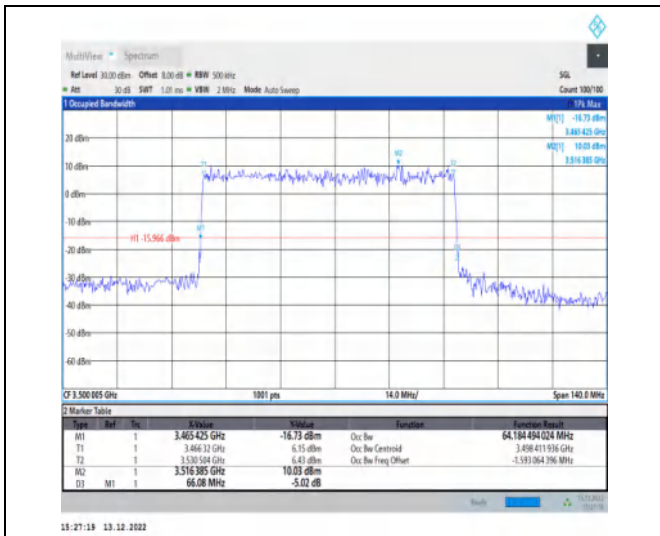 MultiView Spectrum
Ref Level 30.00 dBm Offset 8.00 dB RBW 500 kHz SGL
Att 30 dB SWT 1.01 ms VBW 2 MHz Mode Auto Sweep Count 100/100
1 Occupied Bandwidth 1Pk Max
M1[1] -16.73 dBm
3.465 425 GHz
M2[1] 10.03 dBm
3.516 385 GHz
20 dBm
M2
T1 T2
10 dBm
0 dBm
-10 dBm
M1
H1 -15.966 dBm
-20 dBm
-30 dBm
-40 dBm
-50 dBm
-60 dBm
CF 3.500 005 GHz 1001 pts 14.0 MHz/ Span 140.0 MHz
2 Marker Table
Type Ref Trc X-Value Y-Value Function Function Result
M1 1 3.465 425 GHz -16.73 dBm Occ Bw 64.184 494 024 MHz
T1 1 3.466 32 GHz 6.15 dBm Occ Bw Centroid 3.498 411 936 GHz
T2 1 3.530 504 GHz 6.43 dBm Occ Bw Freq Offset -1.593 064 396 MHz
M2 1 3.516 385 GHz 10.03 dBm
D3 M1 1 66.08 MHz -5.02 dB
Ready
15:27:19 13.12.2022